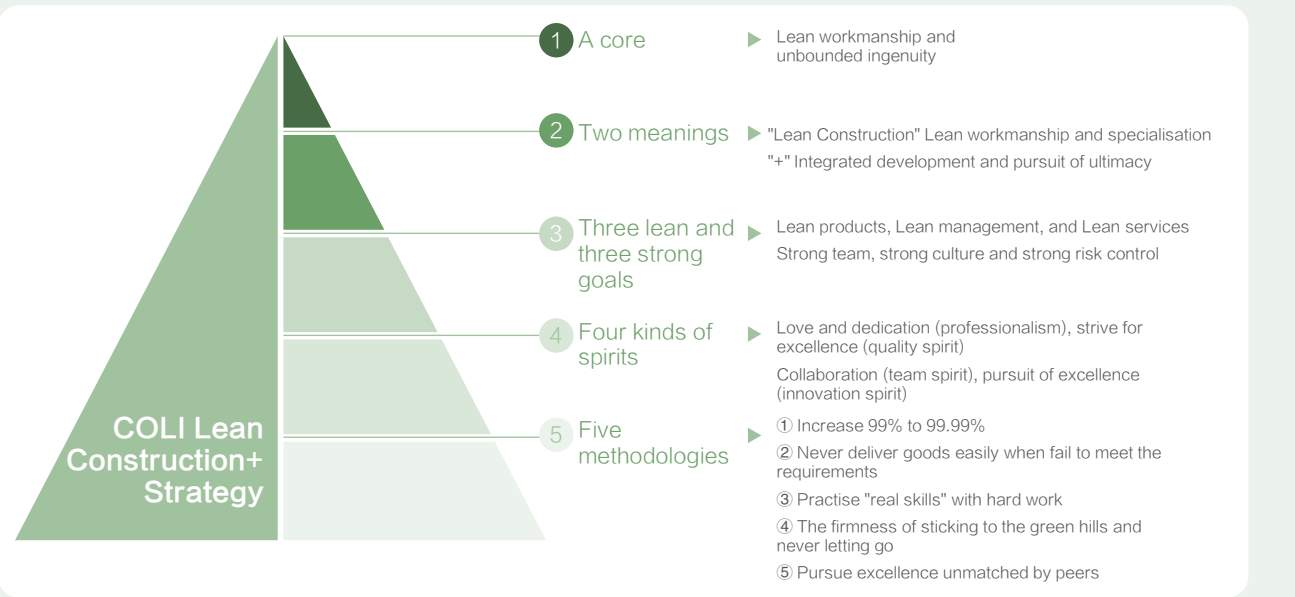 COLI Lean
Construction+
Strategy
1 A core
Lean workmanship and
unbounded ingenuity
2 Two meanings
"Lean Construction" Lean workmanship and specialisation
"+" Integrated development and pursuit of ultimacy
3 Three lean and
three strong
goals
Lean products, Lean management, and Lean services
Strong team, strong culture and strong risk control
4 Four kinds of
spirits
Love and dedication (professionalism), strive for
excellence (quality spirit)
Collaboration (team spirit), pursuit of excellence
(innovation spirit)
5 Five
methodologies
① Increase 99% to 99.99%
② Never deliver goods easily when fail to meet the
requirements
③ Practise "real skills" with hard work
④ The firmness of sticking to the green hills and
never letting go
⑤ Pursue excellence unmatched by peers